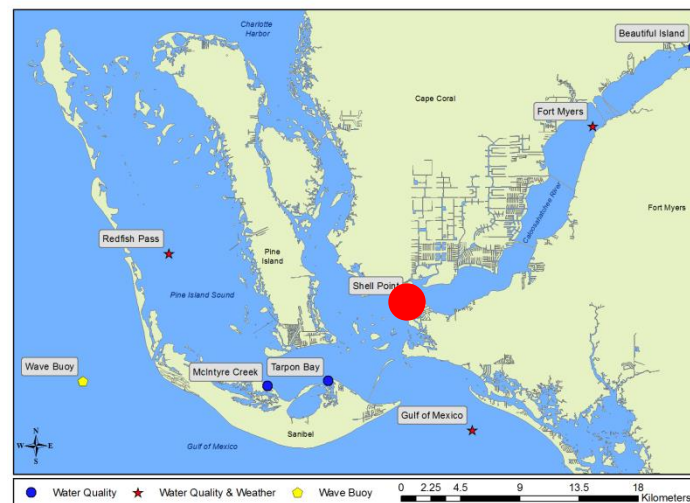 Charlotte
Harbor
Beautiful Island
Cape Coral
Fort Myers
Caloosahatchee River
Fort Myers
Redfish Pass
Pine
Island
Shell Point
Pine Island Sound
Wave Buoy
McIntyre Creek
Tarpon Bay
Gulf of Mexico
Sanibel
Gulf of Mexico
N
W E
S
Water Quality
Water Quality & Weather
Wave Buoy
0 2.25 4.5 9 13.5 18
Kilometers